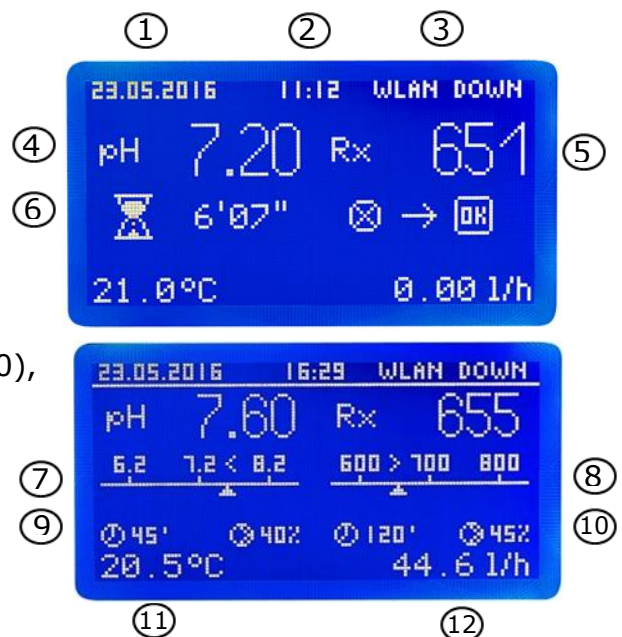 1 2 3
23.05.2016 11:12 WLAN DOWN
4 pH 7.20 Rx 651 5
6 6'07" OK
21.0°C 0.00 l/h
0),
23.05.2016 16:29 WLAN DOWN
pH 7.60 Rx 655
7 6.2 7.2 < 8.2 600 > 700 800 8
9 45' 40% 120' 45% 10
20.5°C 44.6 l/h
11 12